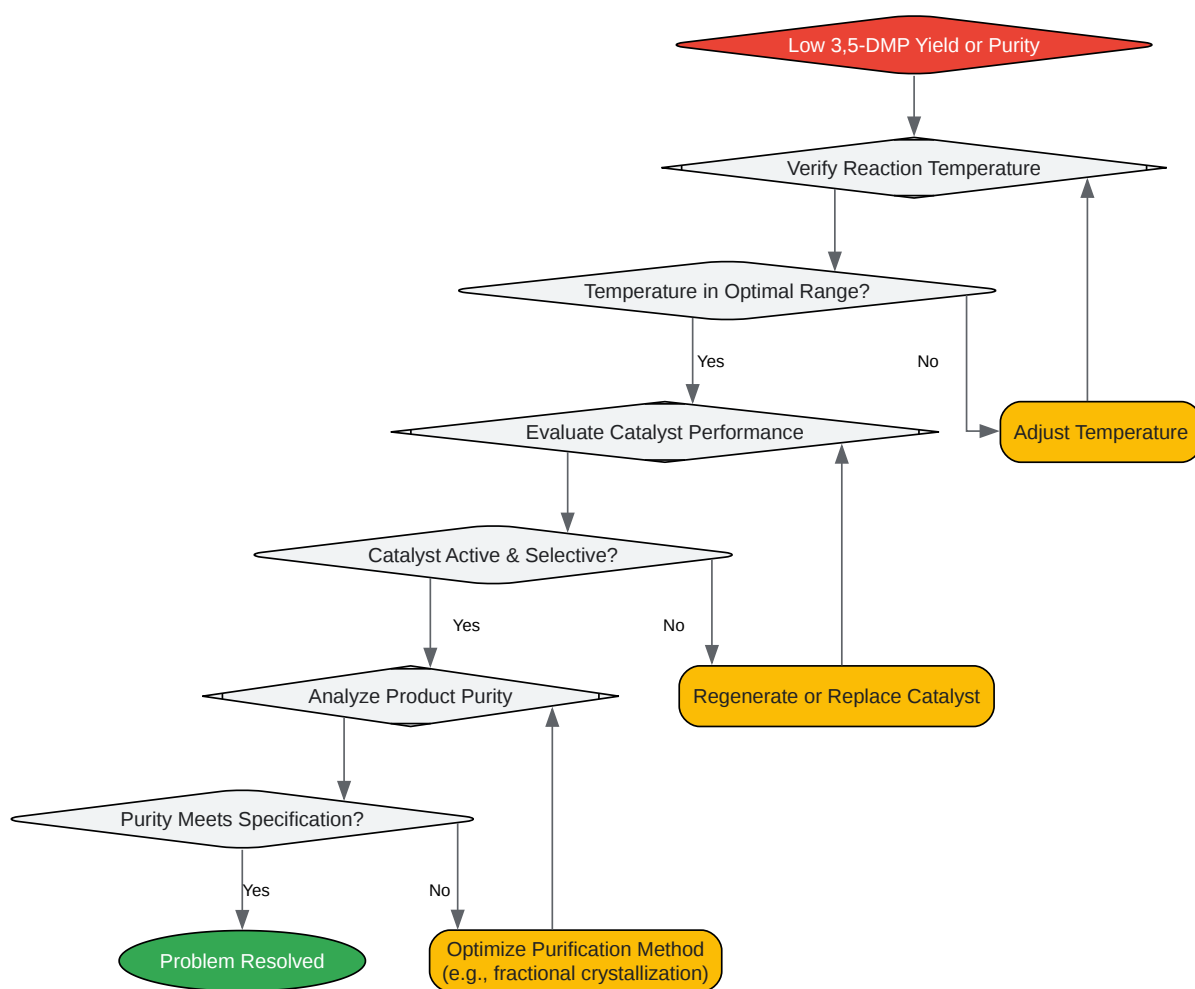 Low 3,5-DMP Yield or Purity
Verify Reaction Temperature
Temperature in Optimal Range?
Yes
No
Evaluate Catalyst Performance
Adjust Temperature
Catalyst Active & Selective?
Yes
No
Analyze Product Purity
Regenerate or Replace Catalyst
Purity Meets Specification?
Yes
No
Problem Resolved
Optimize Purification Method
(e.g., fractional crystallization)